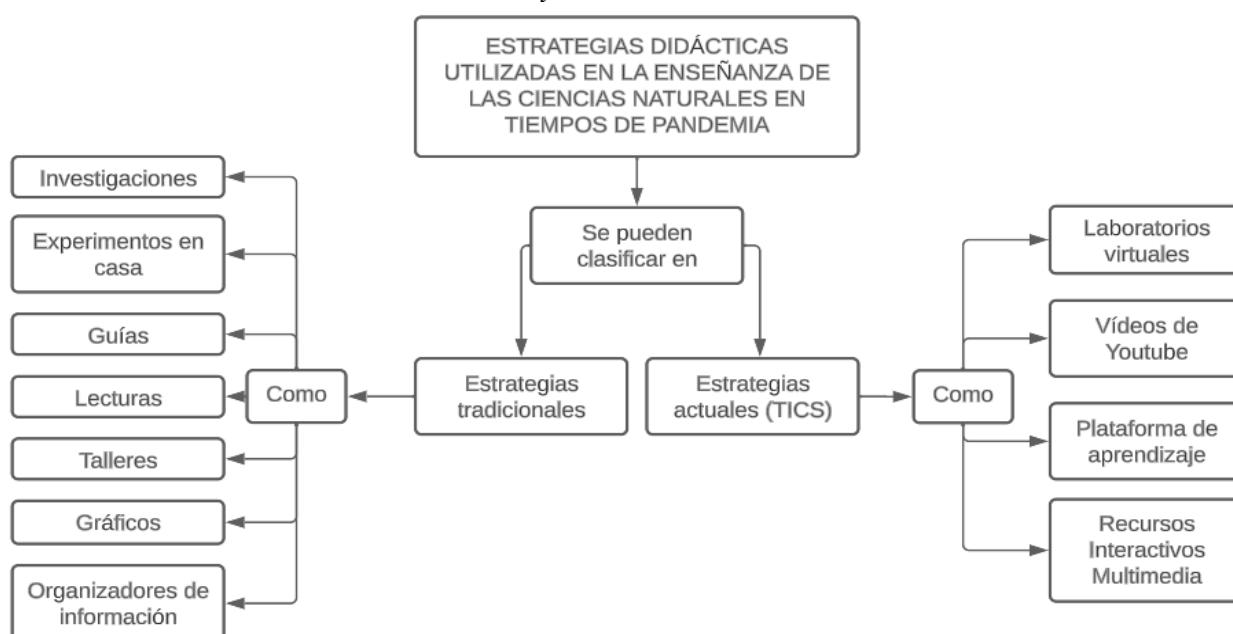 ESTRATEGIAS DIDÁCTICAS
UTILIZADAS EN LA ENSEÑANZA DE
LAS CIENCIAS NATURALES EN
TIEMPOS DE PANDEMIA
Se pueden
clasificar en
Estrategias
tradicionales
Como
Investigaciones
Experimentos en
casa
Guías
Lecturas
Talleres
Gráficos
Organizadores de
información
Estrategias
actuales (TICS)
Como
Laboratorios
virtuales
Vídeos de
Youtube
Plataforma de
aprendizaje
Recursos
Interactivos
Multimedia